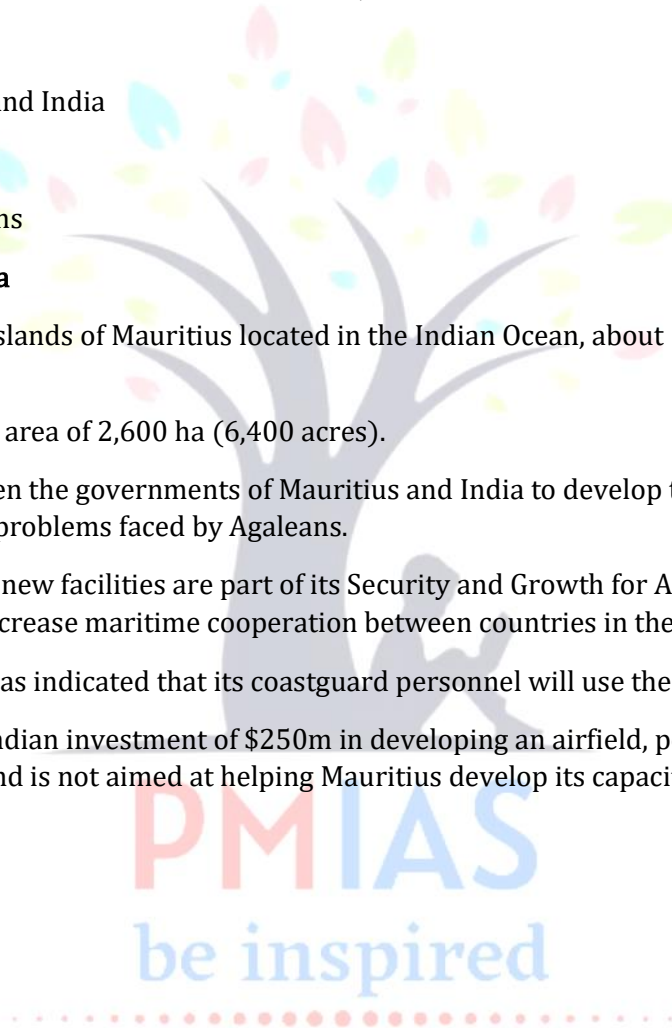 nd India
ns
a
slands of Mauritius located in the Indian Ocean, about
area of 2,600 ha (6,400 acres).
en the governments of Mauritius and India to develop
problems faced by Agaleans.
new facilities are part of its Security and Growth for A
crease maritime cooperation between countries in the
as indicated that its coastguard personnel will use the
ndian investment of $250m in developing an airfield, p
nd is not aimed at helping Mauritius develop its capaci
PMIAS
be inspired